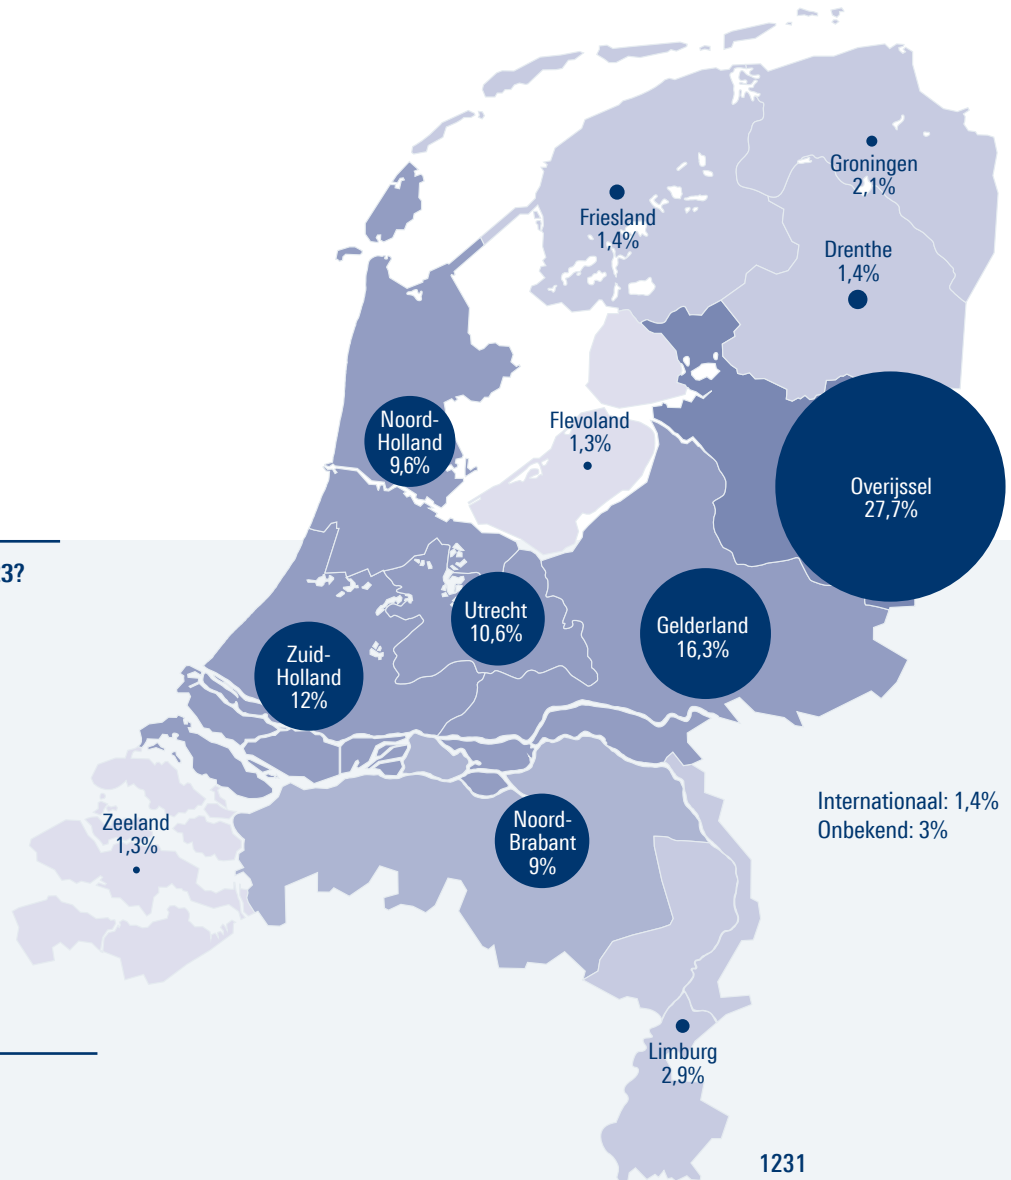 Groningen
2,1%
Friesland
1,4%
Drenthe
1,4%
Noord-
Holland
9,6%
Flevoland
1,3%
Overijssel
27,7%
23?
Utrecht
10,6%
Gelderland
16,3%
Zuid-
Holland
12%
Internationaal: 1,4%
Onbekend: 3%
Zeeland
1,3%
Noord-
Brabant
9%
Limburg
2,9%
1231